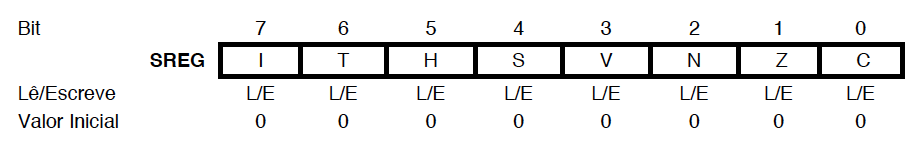 Bit 7 6 5 4 3 2 1 0
SREG I T H S V N Z C
Lê/Escreve L/E L/E L/E L/E L/E L/E L/E L/E
Valor Inicial 0 0 0 0 0 0 0 0